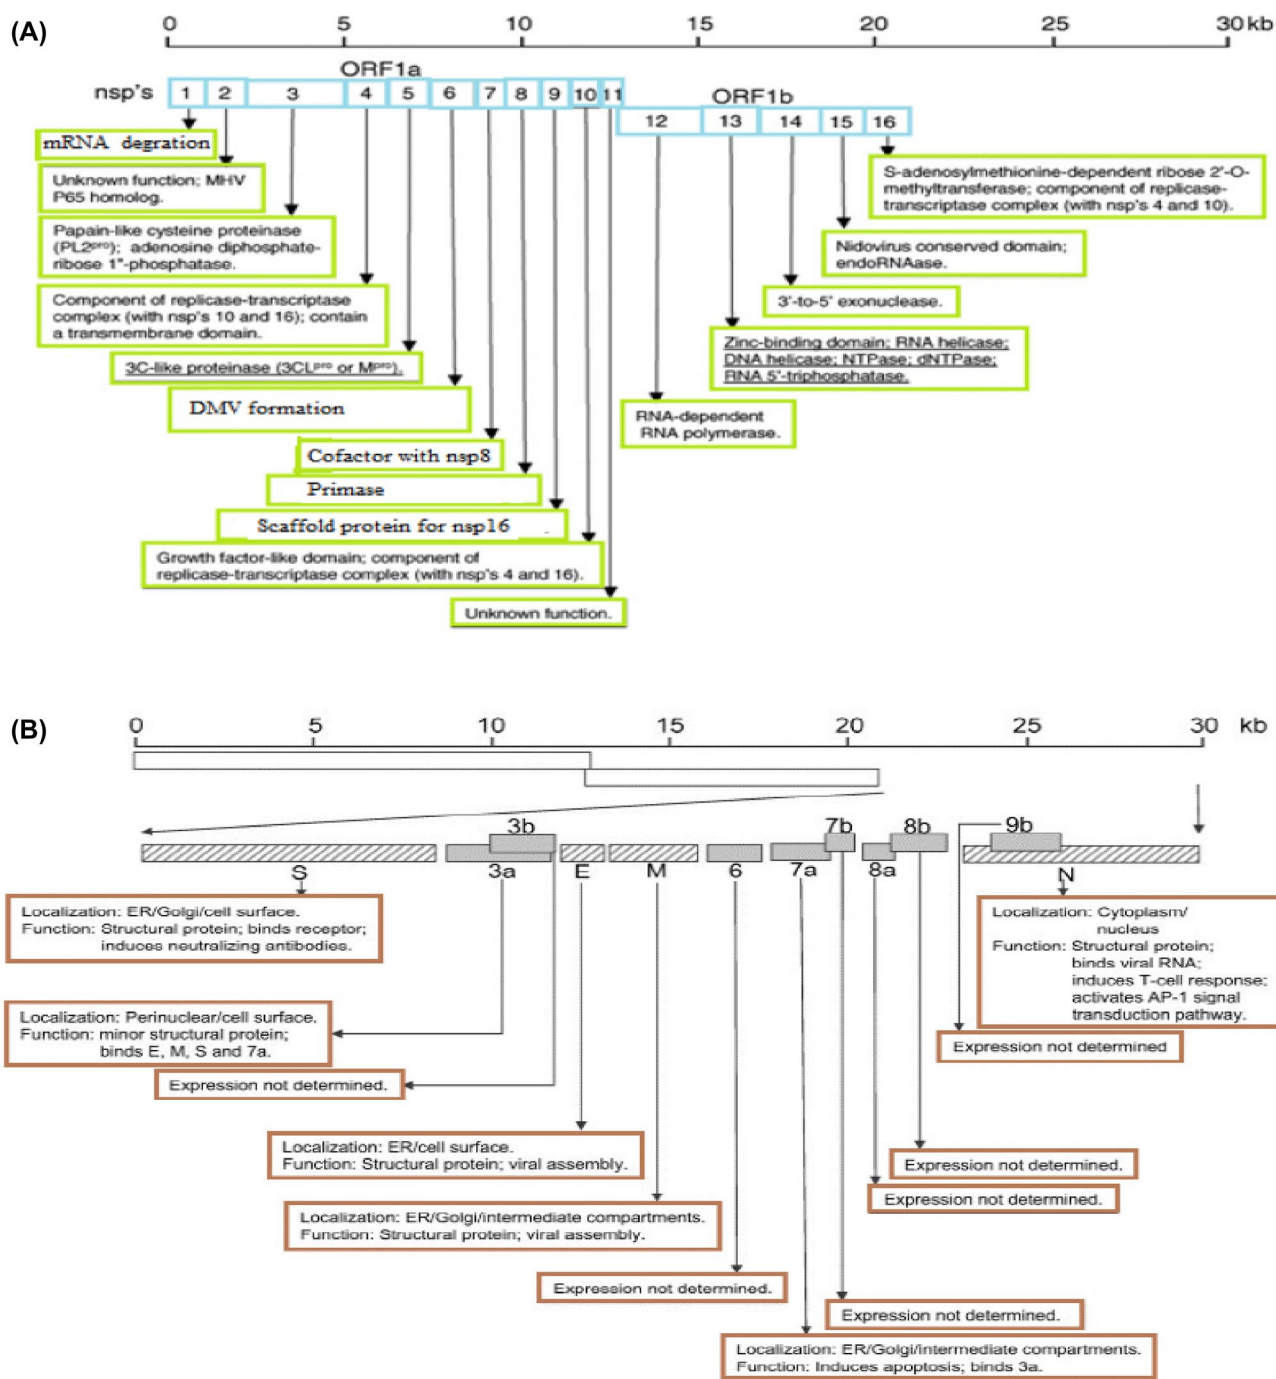 (A)
0 5 10 15 20 25 30 kb
ORF1a
nsp's 1 2 3 4 5 6 7 8 9 10 11
ORF1b
12 13 14 15 16
mRNA degration
Unknown function; MHV
P65 homolog.
Papain-like cysteine proteinase
(PL2ᵖʳᵒ); adenosine diphosphate-
ribose 1"-phosphatase.
Component of replicase-transcriptase
complex (with nsp's 10 and 16); contain
a transmembrane domain.
3C-like proteinase (3CLᵖʳᵒ or Mᵖʳᵒ).
DMV formation
Cofactor with nsp8
Primase
Scaffold protein for nsp16
Growth factor-like domain; component of
replicase-transcriptase complex (with nsp's 4 and 16).
Unknown function.
RNA-dependent
RNA polymerase.
Zinc-binding domain; RNA helicase;
DNA helicase; NTPase; dNTPase;
RNA 5'-triphosphatase.
3'-to-5' exonuclease.
Nidovirus conserved domain;
endoRNAase.
S-adenosylmethionine-dependent ribose 2'-O-
methyltransferase; component of replicase-
transcriptase complex (with nsp's 4 and 10).
(B)
0 5 10 15 20 25 30 kb
3b 7b 8b 9b
S 3a E M 6 7a 8a N
Localization: ER/Golgi/cell surface.
Function: Structural protein; binds receptor;
induces neutralizing antibodies.
Localization: Perinuclear/cell surface.
Function: minor structural protein;
binds E, M, S and 7a.
Expression not determined.
Localization: ER/cell surface.
Function: Structural protein; viral assembly.
Localization: ER/Golgi/intermediate compartments.
Function: Structural protein; viral assembly.
Expression not determined.
Localization: ER/Golgi/intermediate compartments.
Function: Induces apoptosis; binds 3a.
Expression not determined.
Expression not determined.
Expression not determined.
Expression not determined
Localization: Cytoplasm/
nucleus
Function: Structural protein;
binds viral RNA;
induces T-cell response;
activates AP-1 signal
transduction pathway.